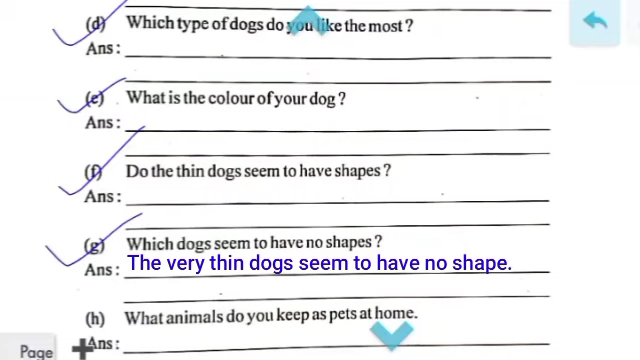 (d) Which type of dogs do you like the most ?
Ans :
(e) What is the colour of your dog ?
Ans :
(f) Do the thin dogs seem to have shapes ?
Ans :
(g) Which dogs seem to have no shapes ?
Ans : The very thin dogs seem to have no shape.
(h) What animals do you keep as pets at home.
Ans :
Page